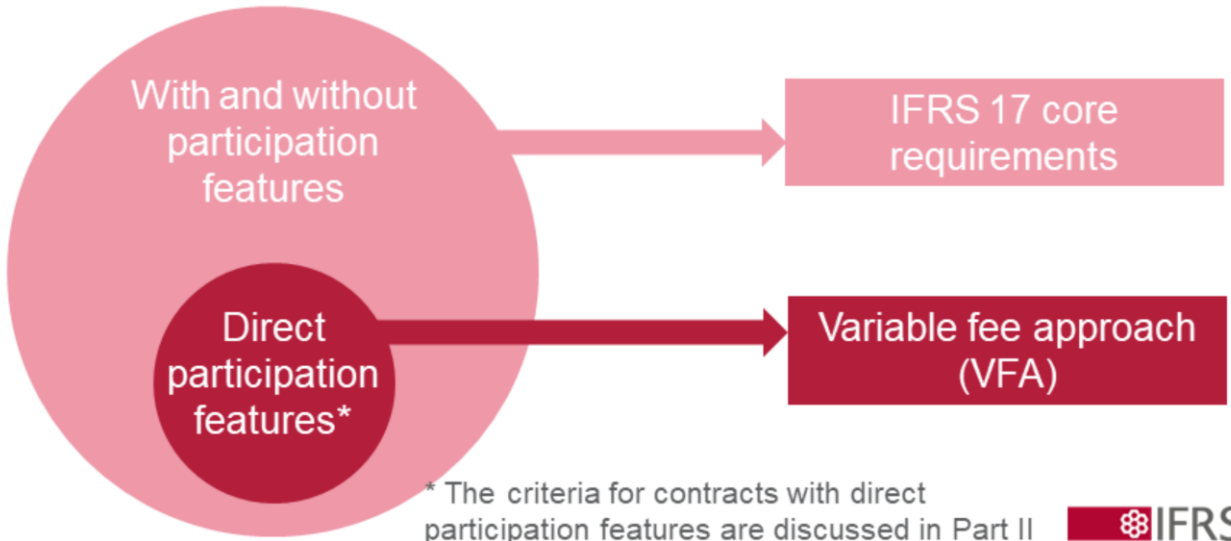 With and without
participation
features
IFRS 17 core
requirements
Direct
participation
features*
Variable fee approach
(VFA)
* The criteria for contracts with direct
participation features are discussed in Part II
IFRS